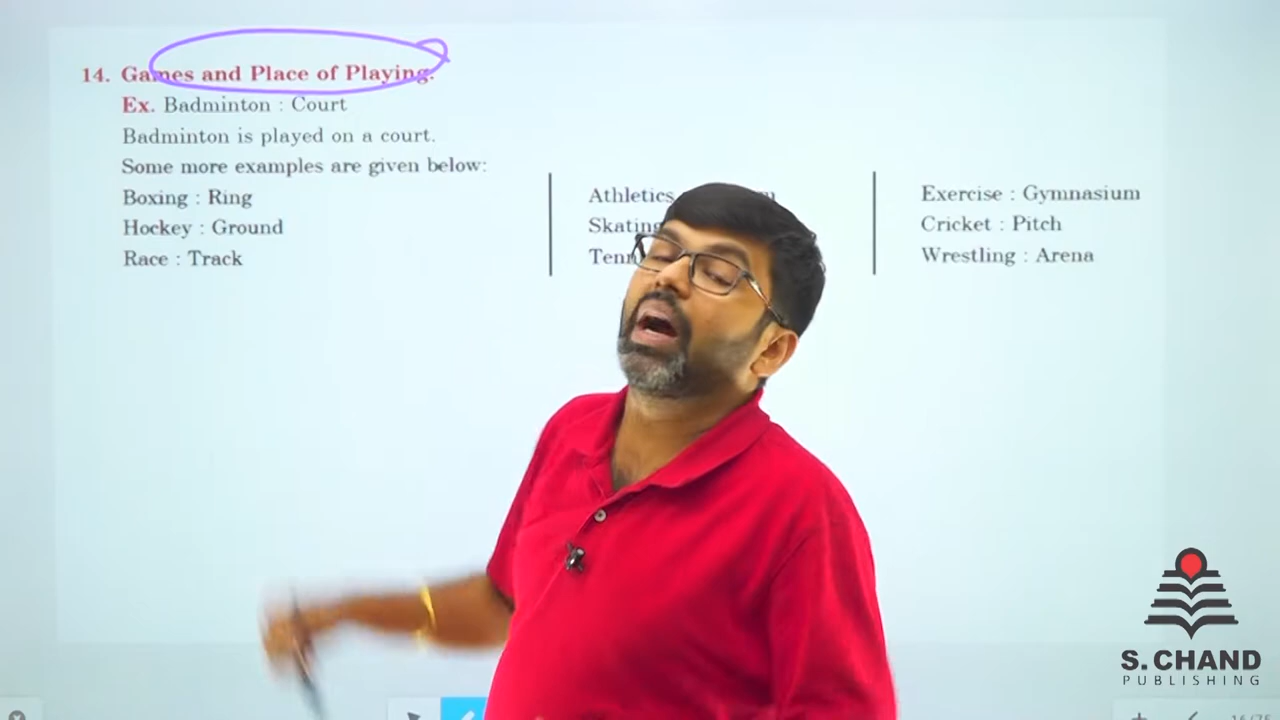 14. Games and Place of Playing.
Ex. Badminton : Court
Badminton is played on a court.
Some more examples are given below:
Boxing : Ring
Hockey : Ground
Race : Track
Athletics
Skating
Exercise : Gymnasium
Cricket : Pitch
Wrestling : Arena
S. CHAND
PUBLISHING